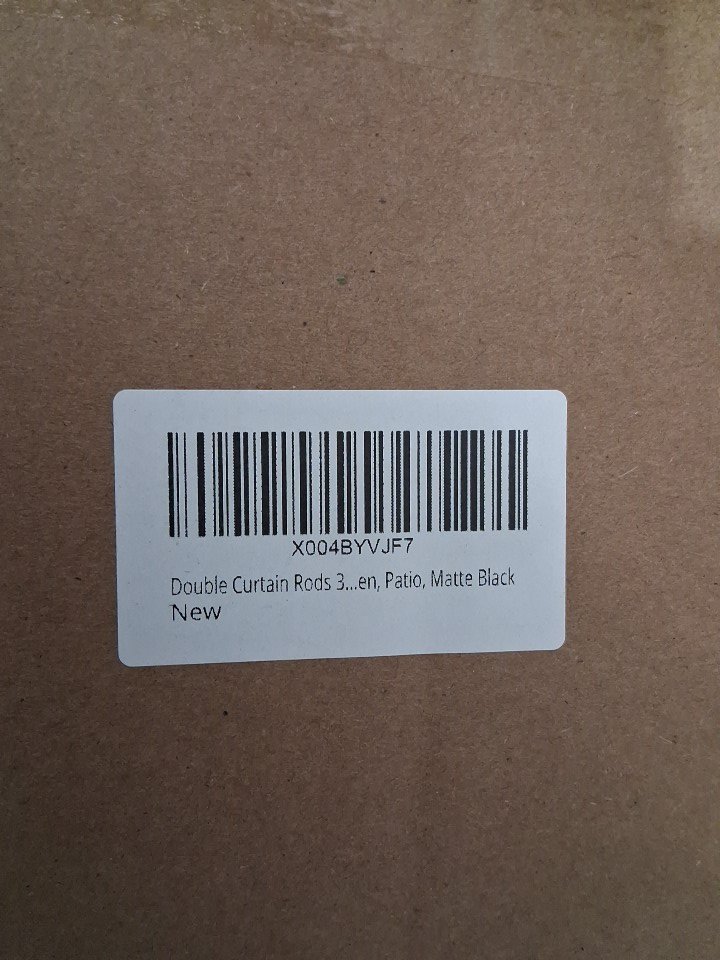 X004BYVJF7
Double Curtain Rods 3...en, Patio, Matte Black
New